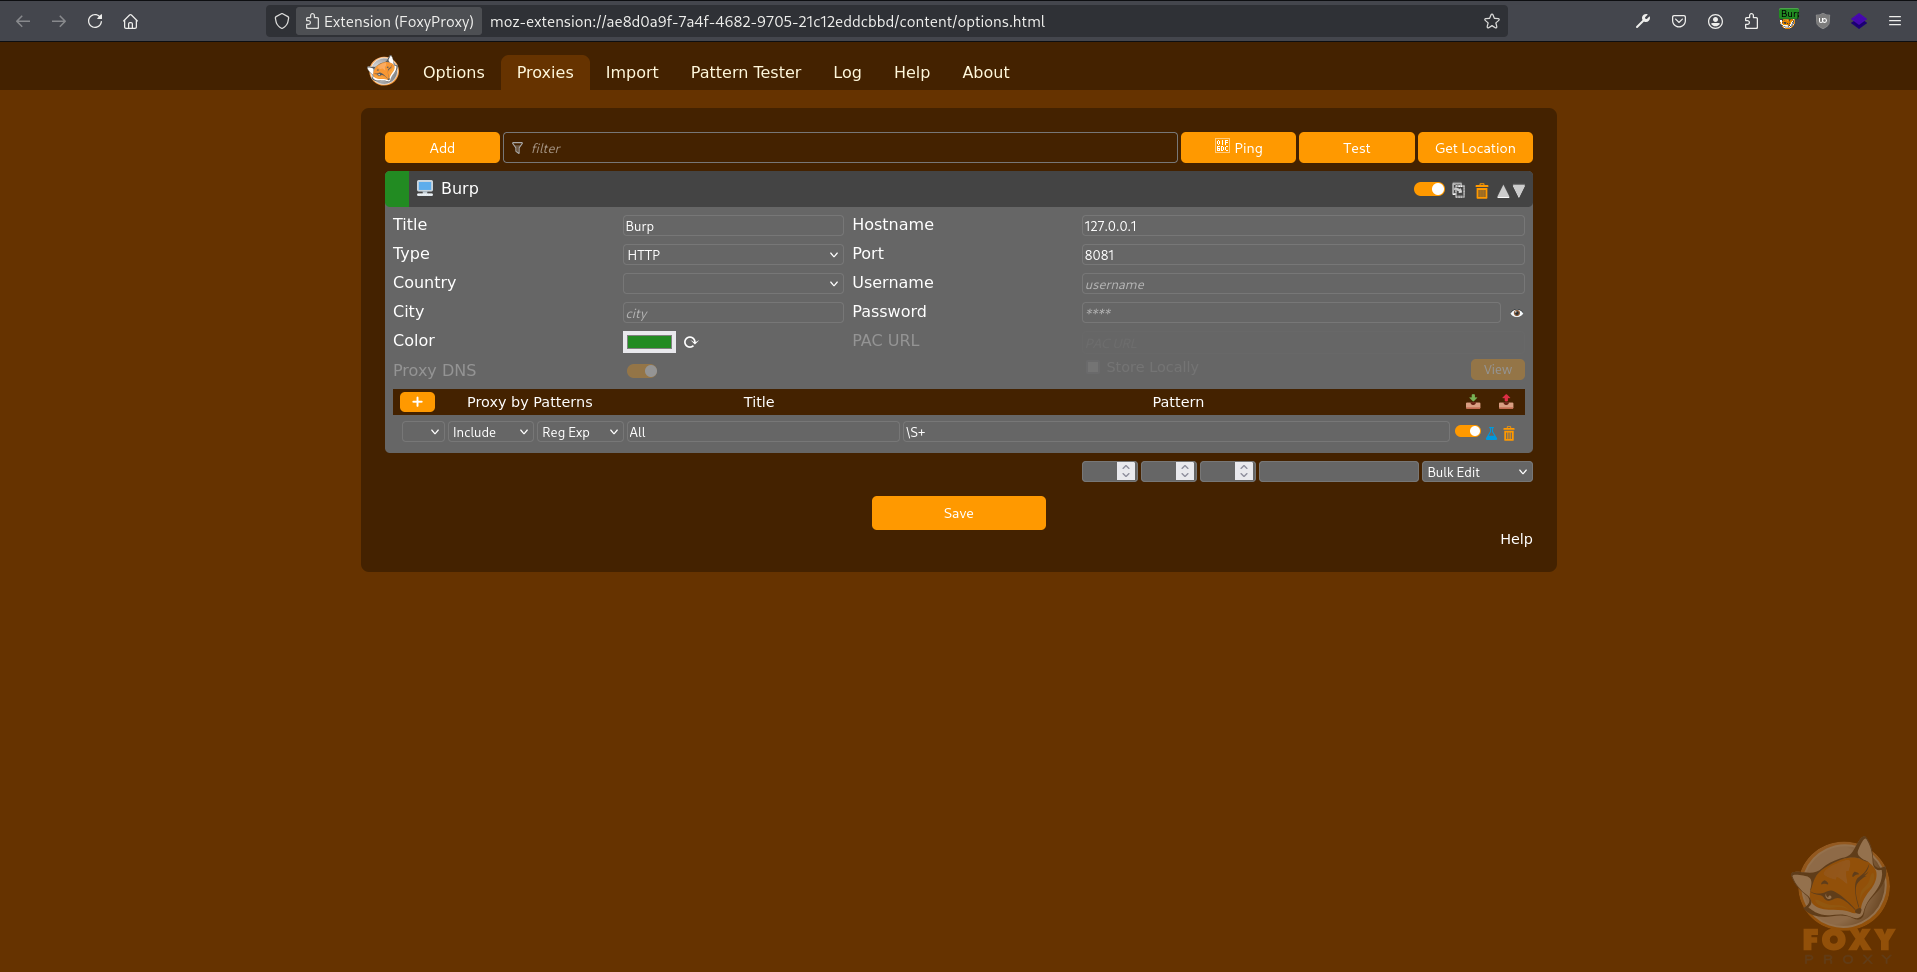 Extension (FoxyProxy) moz-extension://ae8d0a9f-7a4f-4682-9705-21c12eddcbbd/content/options.html
Burp
Options Proxies Import Pattern Tester Log Help About
Add filter Ping Test Get Location
Burp
Title Burp Hostname 127.0.0.1
Type HTTP Port 8081
Country Username username
City city Password ****
Color PAC URL PAC URL
Proxy DNS Store Locally View
+ Proxy by Patterns Title Pattern
Include Reg Exp All \S+
Bulk Edit
Save
Help
FOXY
PROXY